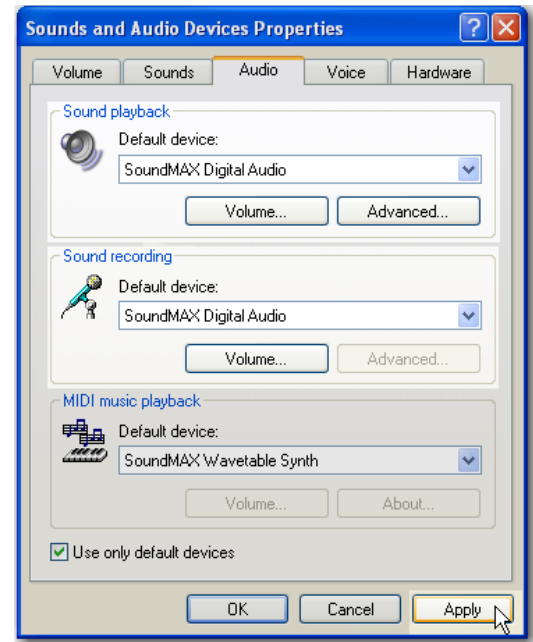 Sounds and Audio Devices Properties
Volume Sounds Audio Voice Hardware
Sound playback
Default device:
SoundMAX Digital Audio
Volume... Advanced...
Sound recording
Default device:
SoundMAX Digital Audio
Volume... Advanced...
MIDI music playback
Default device:
SoundMAX Wavetable Synth
Volume... About...
Use only default devices
OK Cancel Apply